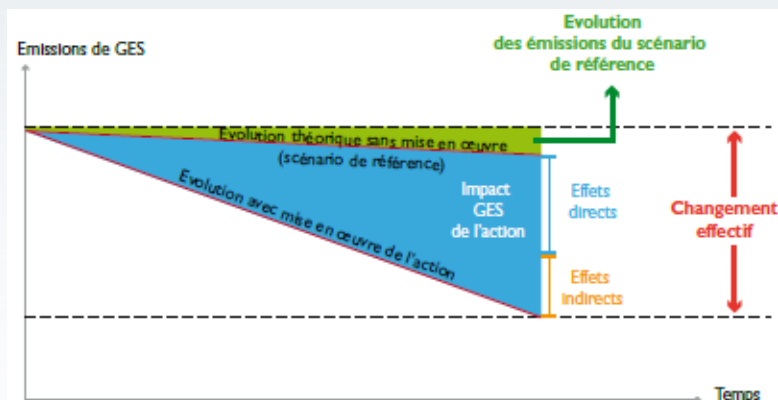 Evolution
des émissions du scénario
de référence
Emissions de GES
Evolution théorique sans mise en œuvre
(scénario de référence)
Evolution avec mise en œuvre de l'action
Impact
GES
de l'action
Effets
directs
Changement
effectif
Effets
indirects
Temps